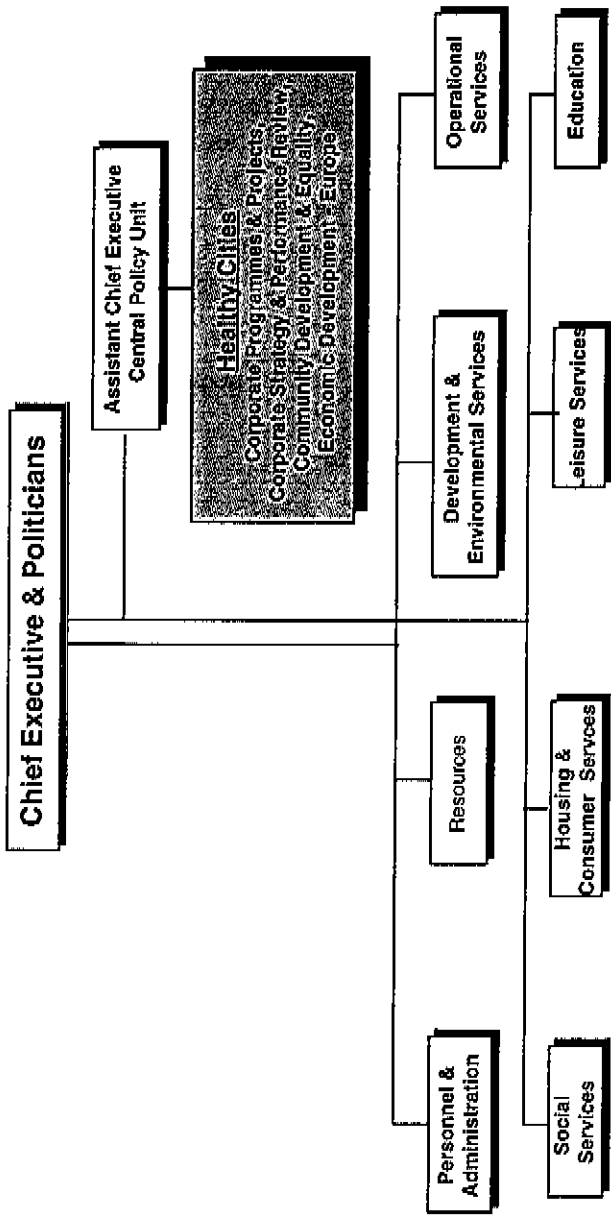 Chief Executive & Politicians
Assistant Chief Executive
Central Policy Unit
Healthy Cities
Corporate Programmes & Projects,
Corporate Strategy & Performance Review,
Community Development & Equality,
Economic Development - Europe
Personnel &
Administration
Resources
Development &
Environmental Services
Operational
Services
Social
Services
Housing &
Consumer Servces
eisure Services
Education